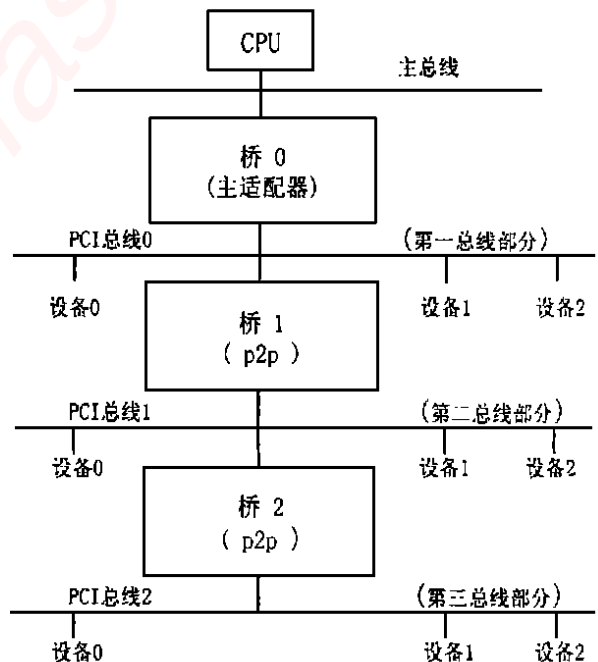 CPU
主总线
桥 0
(主适配器)
PCI总线0 (第一总线部分)
设备0 设备1 设备2
桥 1
( p2p )
PCI总线1 (第二总线部分)
设备0 设备1 设备2
桥 2
( p2p )
PCI总线2 (第三总线部分)
设备0 设备1 设备2